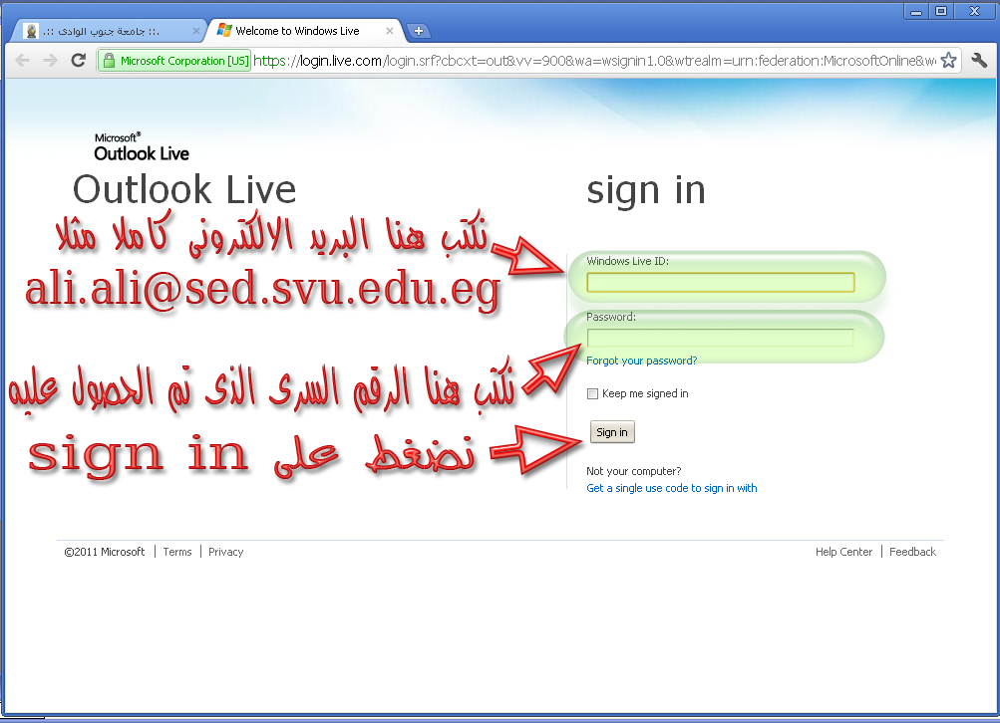 .:: جامعة جنوب الوادى ::.
Welcome to Windows Live
Microsoft Corporation [US] https://login.live.com/login.srf?cbcxt=out&vv=900&wa=wsignin1.0&wtrealm=urn:federation:MicrosoftOnline&w
Microsoft®
Outlook Live
Outlook Live
sign in
نكتب هنا البريد الالكترونى كاملا مثلا
ali.ali@sed.svu.edu.eg
Windows Live ID:
Password:
Forgot your password?
نكتب هنا الرقم السرى الذى تم الحصول عليه
Keep me signed in
Sign in
نضغط على sign in
Not your computer?
Get a single use code to sign in with
©2011 Microsoft | Terms | Privacy
Help Center | Feedback